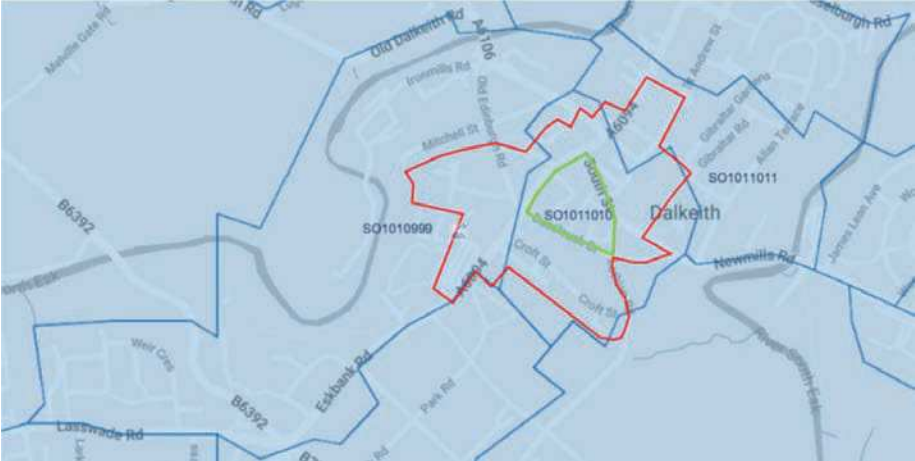 Melville Gate Rd
Old Dalkeith Rd
A6106
Ironmills Rd
Old Edinburgh Rd
Mitchell St
A6094
St Andrew St
Gibraltar Gardens
Gibraltar Rd
Allan Terrace
SO1011011
B6392
SO1010999
South St
SO1011010
Dalkeith
James Lean Ave
Croft St
Newmills Rd
A6094
Croft St
Weir Cres
Eskbank Rd
Park Rd
River South Esk
B6392
Lasswade Rd